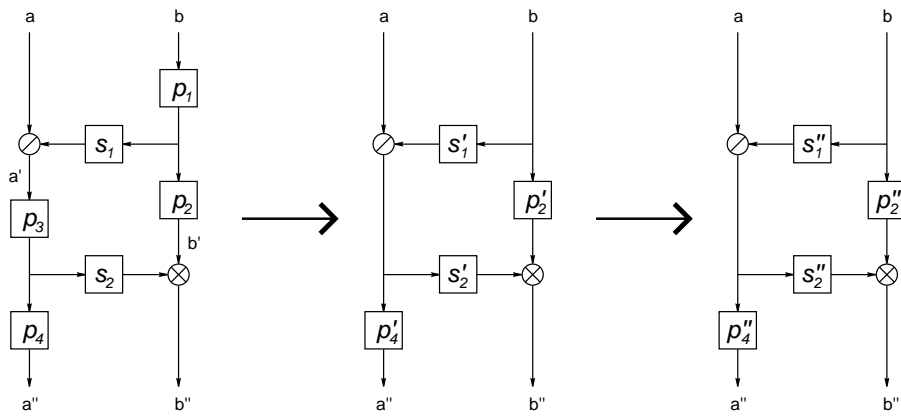 a b a b a b
p₁
s₁ s′₁ s″₁
a' p₂ p′₂ p″₂
p₃
b'
s₂ s′₂ s″₂
p₄ p′₄ p″₄
a'' b'' a'' b'' a'' b''